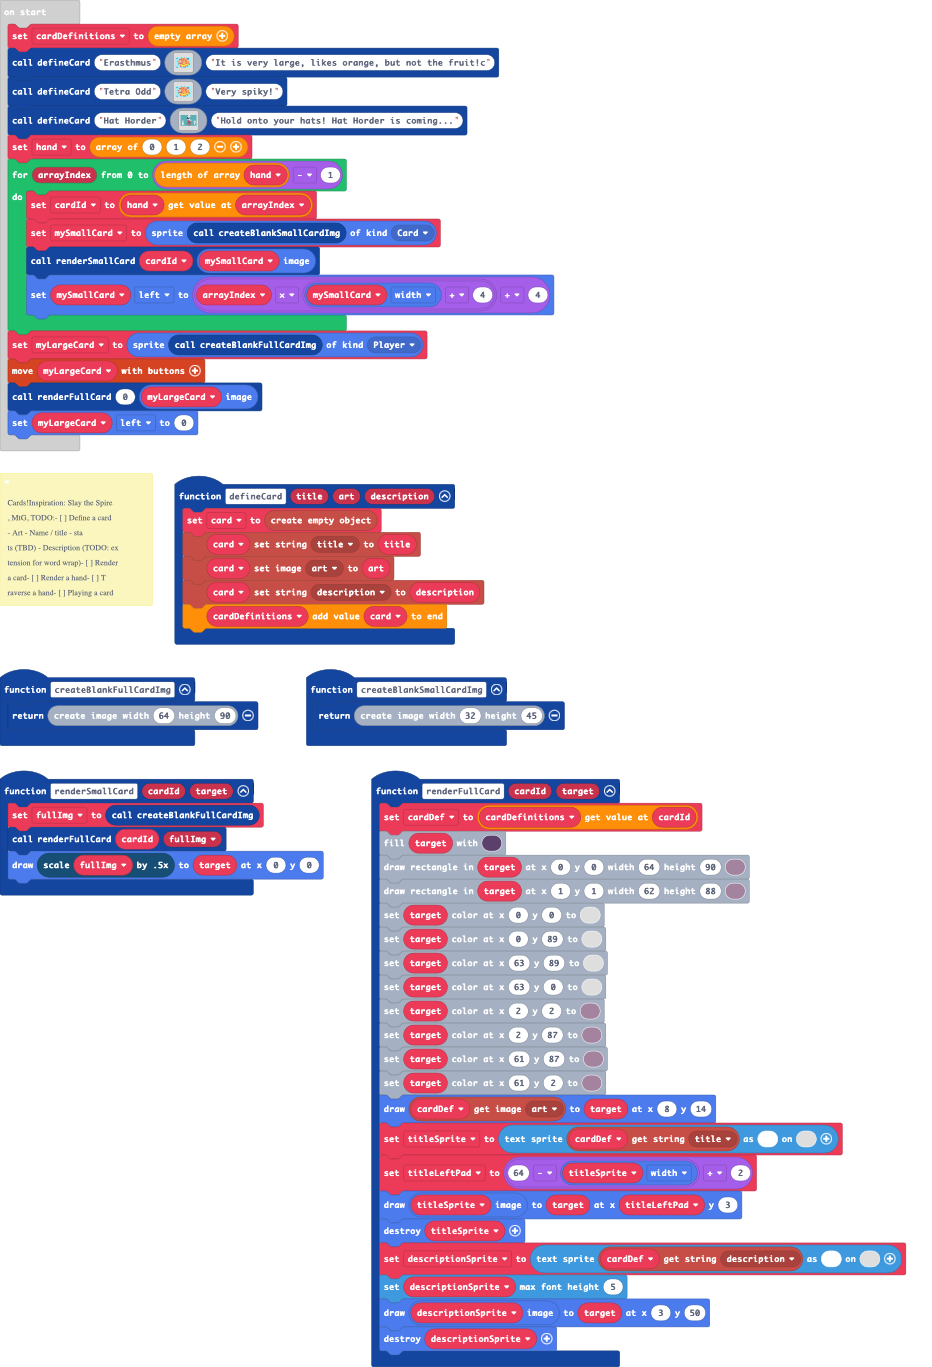 on start
set cardDefinitions to empty array
call defineCard "Erasthmus" "It is very large, likes orange, but not the fruit!c"
call defineCard "Tetra Odd" "Very spiky!"
call defineCard "Hat Horder" "Hold onto your hats! Hat Horder is coming..."
set hand to array of 0 1 2
for arrayIndex from 0 to length of array hand - 1
do
set cardId to hand get value at arrayIndex
set mySmallCard to sprite call createBlankSmallCardImg of kind Card
call renderSmallCard cardId mySmallCard image
set mySmallCard left to arrayIndex × mySmallCard width + 4 + 4
set myLargeCard to sprite call createBlankFullCardImg of kind Player
move myLargeCard with buttons
call renderFullCard 0 myLargeCard image
set myLargeCard left to 0
Cards!Inspiration: Slay the Spire
, MtG, TODO:- [ ] Define a card
- Art - Name / title - sta
ts (TBD) - Description (TODO: ex
tension for word wrap)- [ ] Render
a card- [ ] Render a hand- [ ] T
raverse a hand- [ ] Playing a card
function defineCard title art description
set card to create empty object
card set string title to title
card set image art to art
card set string description to description
cardDefinitions add value card to end
function createBlankFullCardImg
return create image width 64 height 90
function createBlankSmallCardImg
return create image width 32 height 45
function renderSmallCard cardId target
set fullImg to call createBlankFullCardImg
call renderFullCard cardId fullImg
draw scale fullImg by .5x to target at x 0 y 0
function renderFullCard cardId target
set cardDef to cardDefinitions get value at cardId
fill target with
draw rectangle in target at x 0 y 0 width 64 height 90
draw rectangle in target at x 1 y 1 width 62 height 88
set target color at x 0 y 0 to
set target color at x 0 y 89 to
set target color at x 63 y 89 to
set target color at x 63 y 0 to
set target color at x 2 y 2 to
set target color at x 2 y 87 to
set target color at x 61 y 87 to
set target color at x 61 y 2 to
draw cardDef get image art to target at x 8 y 14
set titleSprite to text sprite cardDef get string title as on
set titleLeftPad to 64 - titleSprite width ÷ 2
draw titleSprite image to target at x titleLeftPad y 3
destroy titleSprite
set descriptionSprite to text sprite cardDef get string description as on
set descriptionSprite max font height 5
draw descriptionSprite image to target at x 3 y 50
destroy descriptionSprite